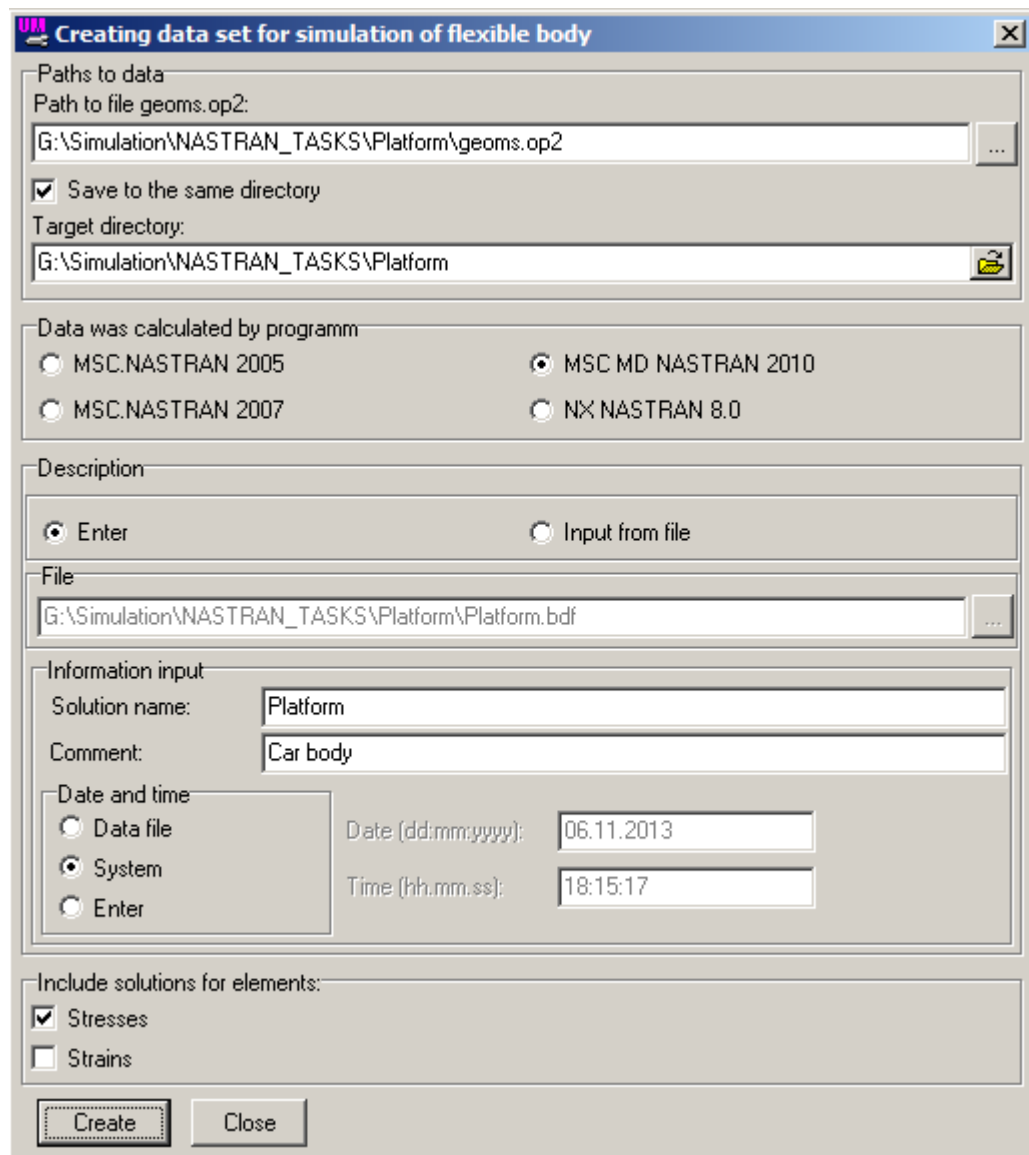 UM Creating data set for simulation of flexible body
Paths to data
Path to file geoms.op2:
G:\Simulation\NASTRAN_TASKS\Platform\geoms.op2 ...
Save to the same directory
Target directory:
G:\Simulation\NASTRAN_TASKS\Platform
Data was calculated by programm
MSC.NASTRAN 2005 MSC MD NASTRAN 2010
MSC.NASTRAN 2007 NX NASTRAN 8.0
Description
Enter Input from file
File
G:\Simulation\NASTRAN_TASKS\Platform\Platform.bdf ...
Information input
Solution name: Platform
Comment: Car body
Date and time
Data file Date (dd:mm:yyyy): 06.11.2013
System
Time (hh.mm.ss): 18:15:17
Enter
Include solutions for elements:
Stresses
Strains
Create Close